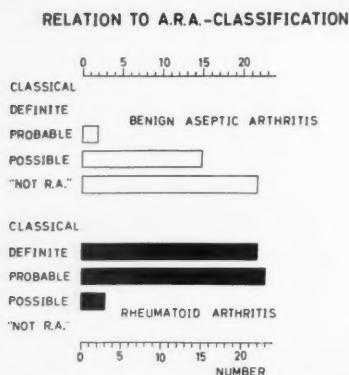 RELATION TO A.R.A.-CLASSIFICATION
0 5 10 15 20
CLASSICAL
DEFINITE
BENIGN ASEPTIC ARTHRITIS
PROBABLE
POSSIBLE
"NOT R.A."
CLASSICAL
DEFINITE
PROBABLE
POSSIBLE
RHEUMATOID ARTHRITIS
"NOT R.A."
0 5 10 15 20
NUMBER